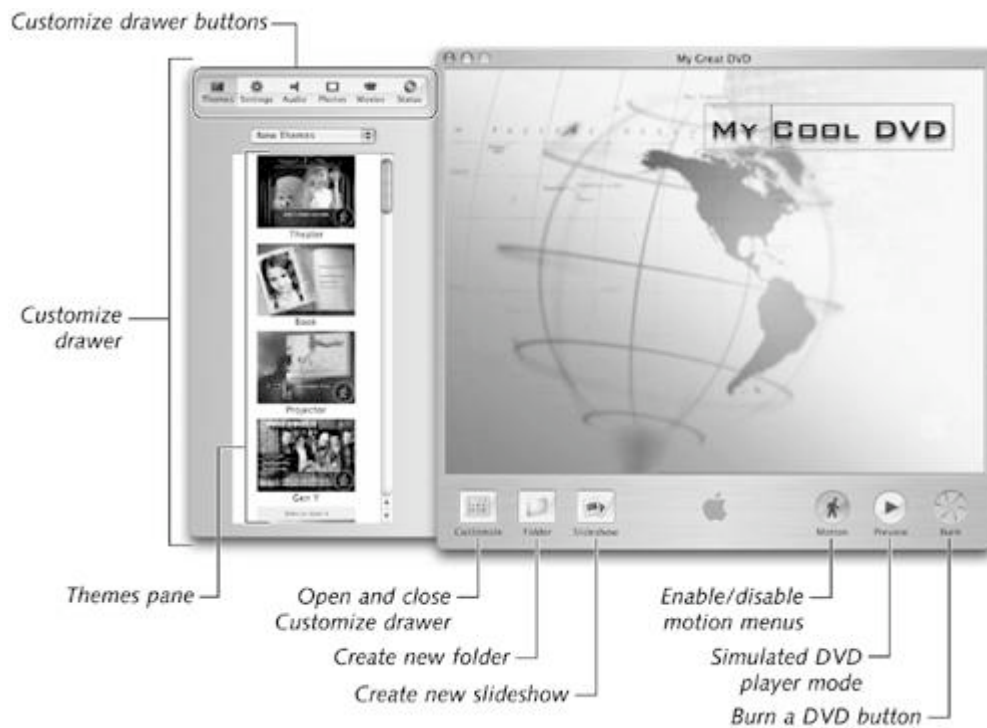 Customize drawer buttons
My Great DVD
Themes Settings Audio Photos Movies Status
New Themes
MY COOL DVD
Theater
Book
Customize
drawer
Projector
Gen Y
Customize Folder Slideshow Motion Preview Burn
Themes pane
Open and close
Customize drawer
Enable/disable
motion menus
Create new folder
Simulated DVD
player mode
Create new slideshow
Burn a DVD button